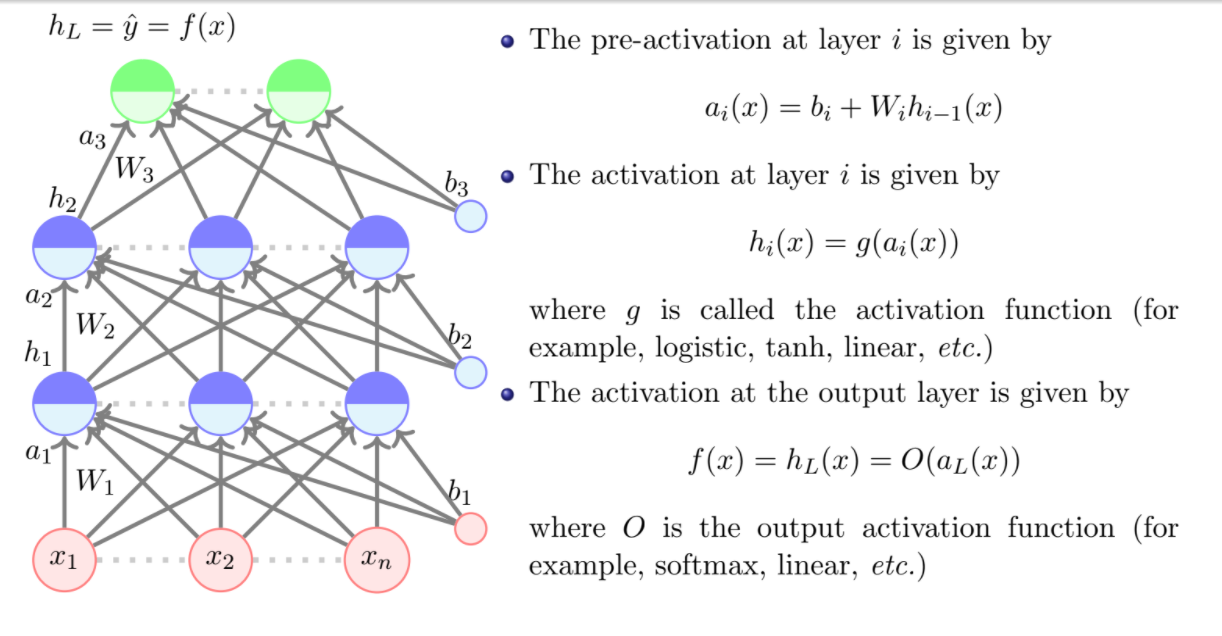 h_L = ŷ = f(x)
a_3
W_3
h_2
b_3
a_2
W_2
h_1
b_2
a_1
W_1
b_1
x_1
x_2
x_n
• The pre-activation at layer i is given by
a_i(x) = b_i + W_i h_{i−1}(x)
• The activation at layer i is given by
h_i(x) = g(a_i(x))
where g is called the activation function (for
example, logistic, tanh, linear, etc.)
• The activation at the output layer is given by
f(x) = h_L(x) = O(a_L(x))
where O is the output activation function (for
example, softmax, linear, etc.)